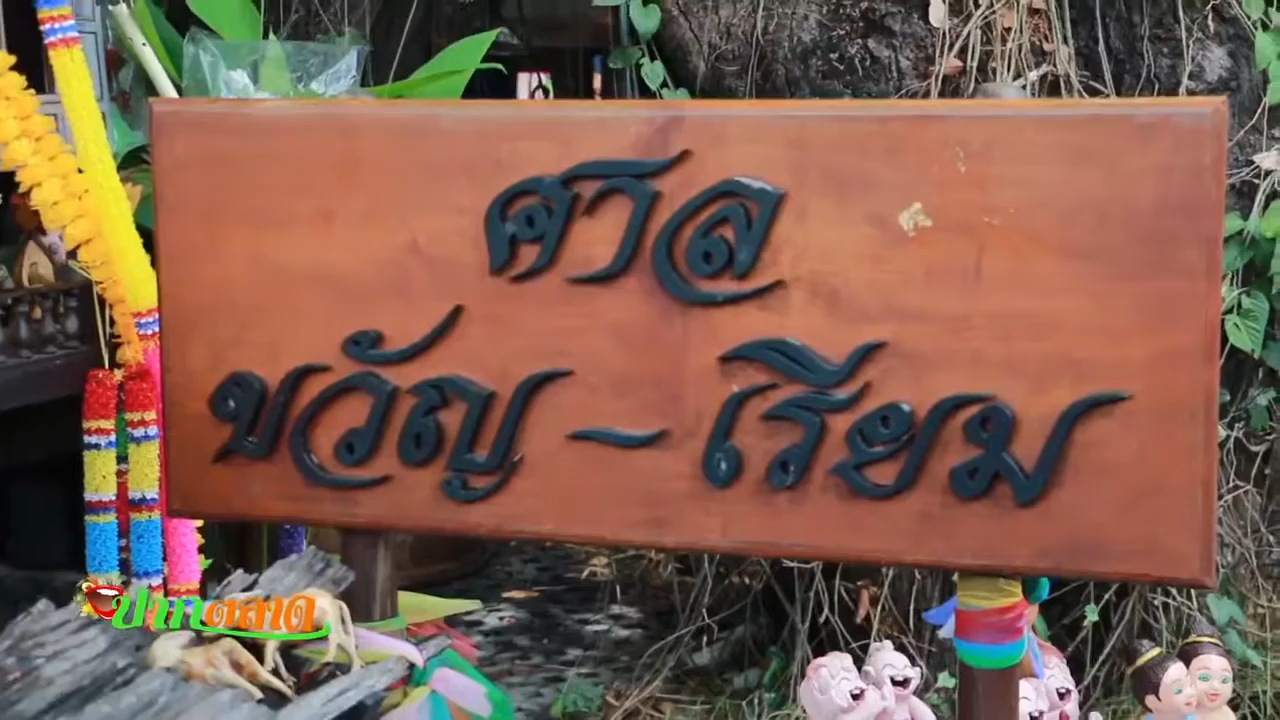 ศาล
ขวัญ - เรียม
ปากตลาด